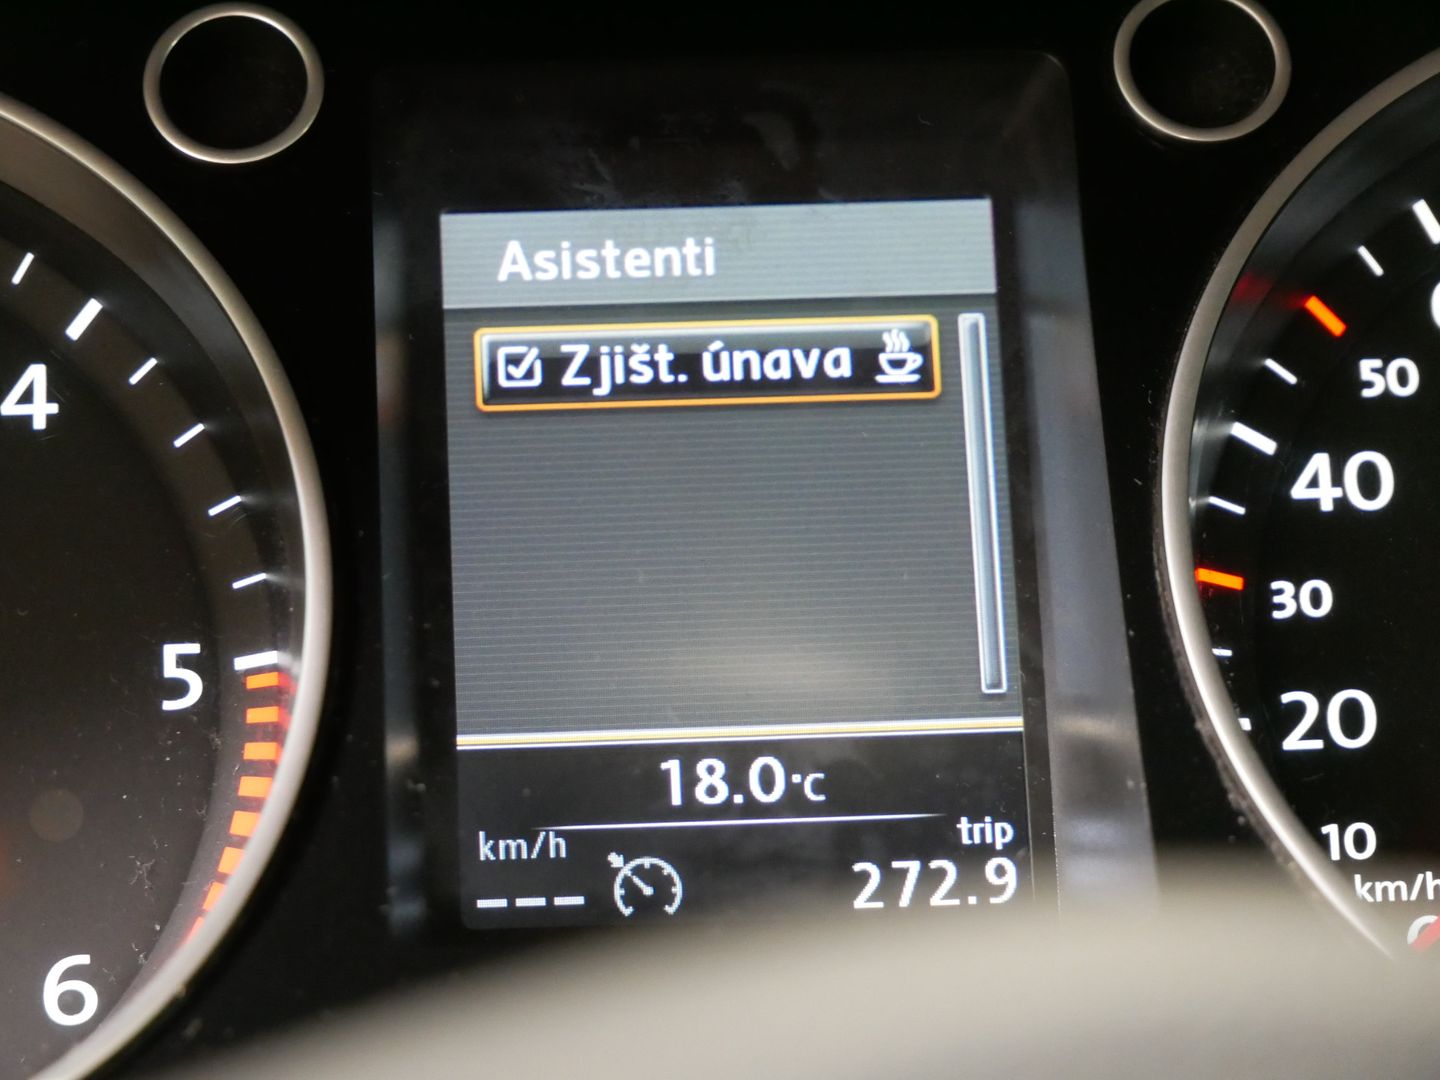 Asistenti
Zjišt. únava
18.0°C
km/h
trip
---
272.9
4
5
6
50
40
30
20
10
km/h